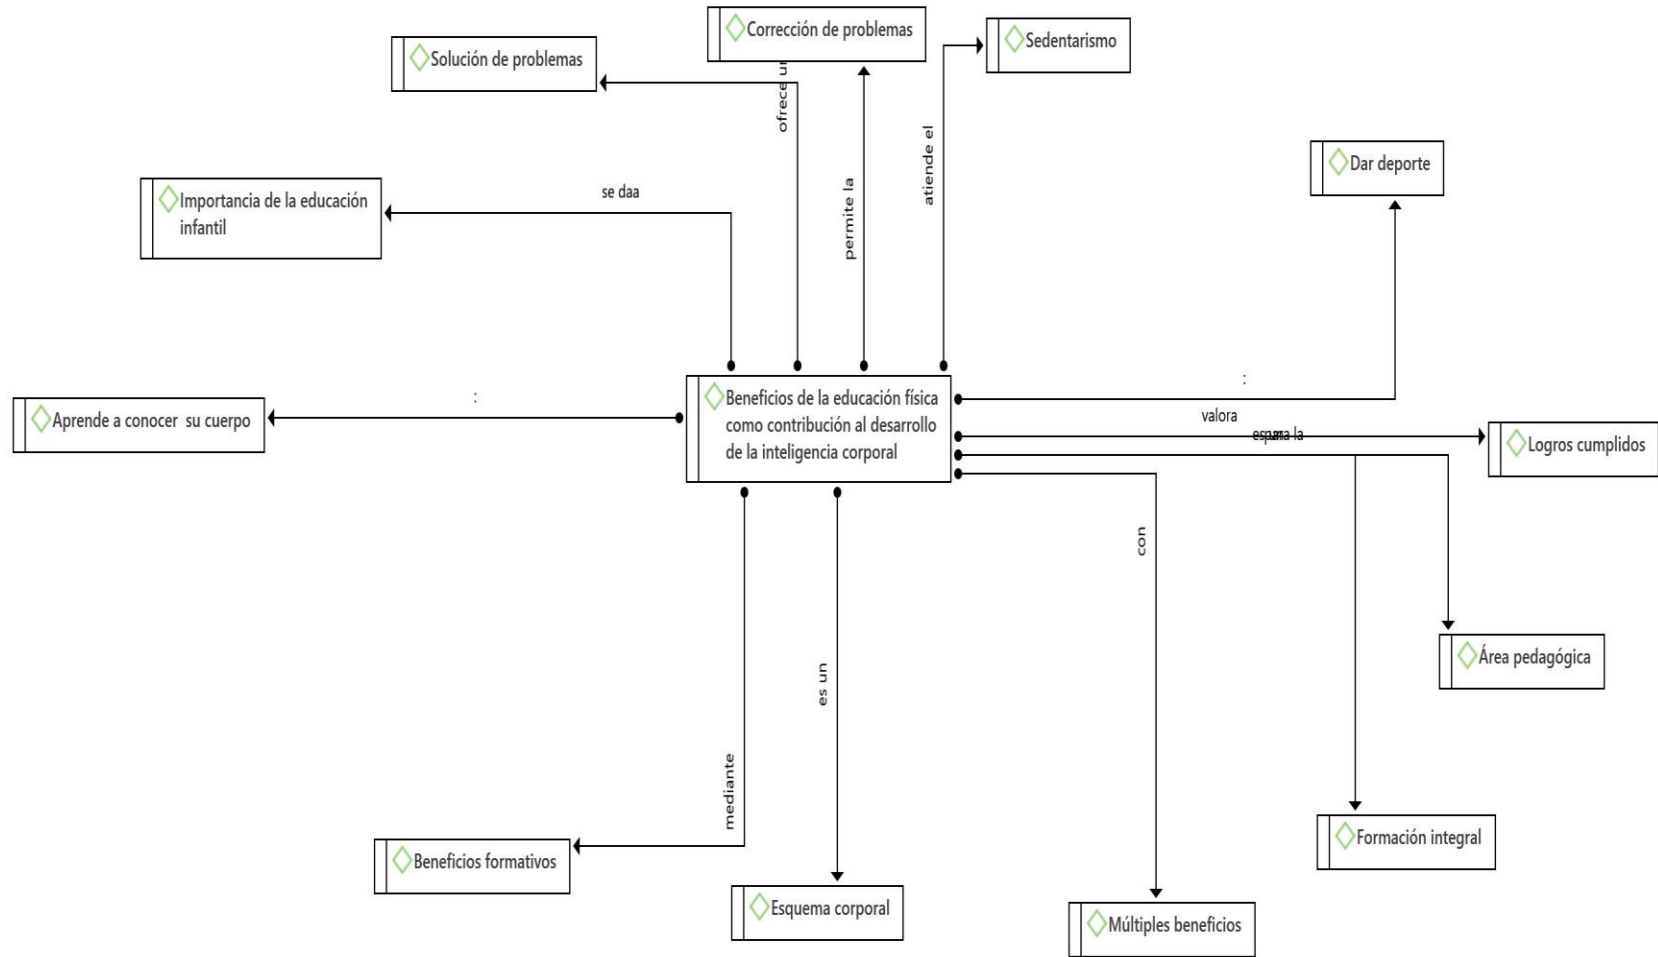 Corrección de problemas
Sedentarismo
Solución de problemas
ofrece un
atiende el
Dar deporte
se daa
permite la
Importancia de la educación
infantil
:
:
Beneficios de la educación física
como contribución al desarrollo
de la inteligencia corporal
Aprende a conocer su cuerpo
valora
Logros cumplidos
con
Área pedagógica
es un
mediante
Formación integral
Beneficios formativos
Esquema corporal
Múltiples beneficios